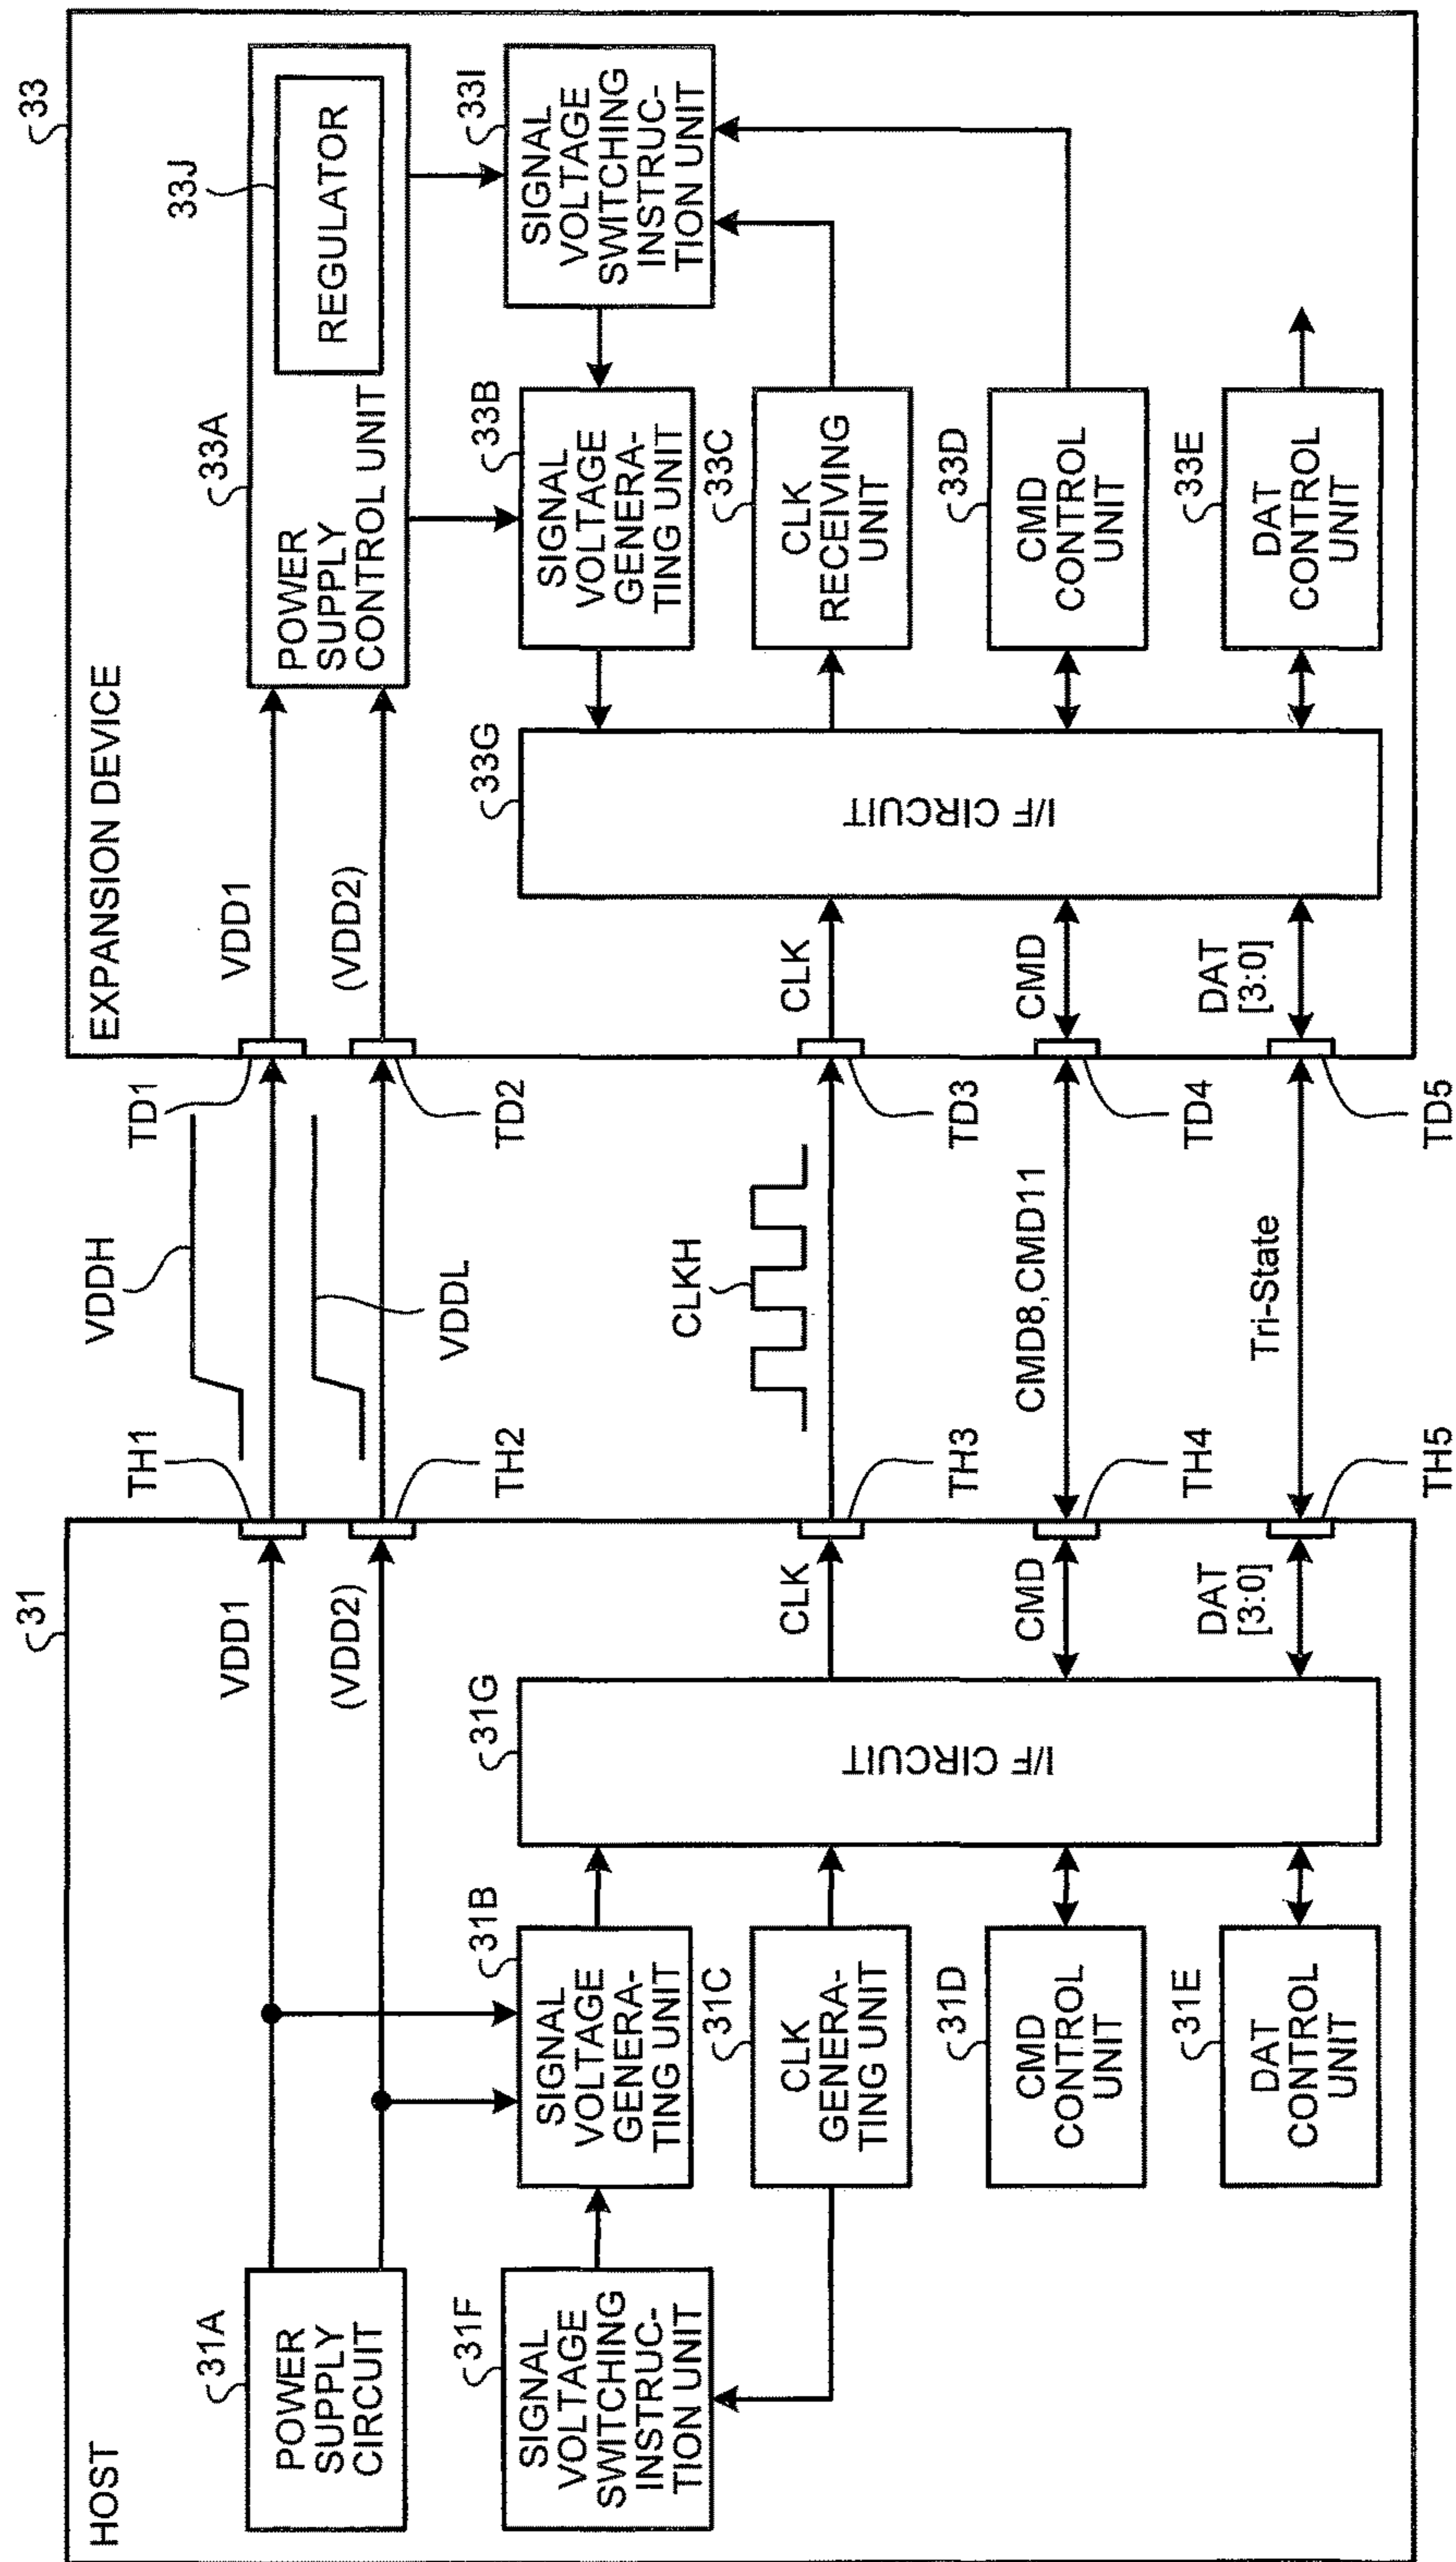 HOST
31
31A
POWER
SUPPLY
CIRCUIT
31F
SIGNAL
VOLTAGE
SWITCHING
INSTRUC-
TION UNIT
31B
SIGNAL
VOLTAGE
GENERA-
TING UNIT
31C
CLK
GENERA-
TING UNIT
31D
CMD
CONTROL
UNIT
31E
DAT
CONTROL
UNIT
31G
I/F CIRCUIT
VDD1
(VDD2)
CLK
CMD
DAT
[3:0]
TH1
TH2
TH3
TH4
TH5
VDDH
VDDL
CLKH
CMD8,CMD11
Tri-State
TD1
TD2
TD3
TD4
TD5
EXPANSION DEVICE
33
VDD1
(VDD2)
CLK
CMD
DAT
[3:0]
33G
I/F CIRCUIT
33A
POWER
SUPPLY
CONTROL UNIT
33J
REGULATOR
33B
SIGNAL
VOLTAGE
GENERA-
TING UNIT
33I
SIGNAL
VOLTAGE
SWITCHING
INSTRUC-
TION UNIT
33C
CLK
RECEIVING
UNIT
33D
CMD
CONTROL
UNIT
33E
DAT
CONTROL
UNIT